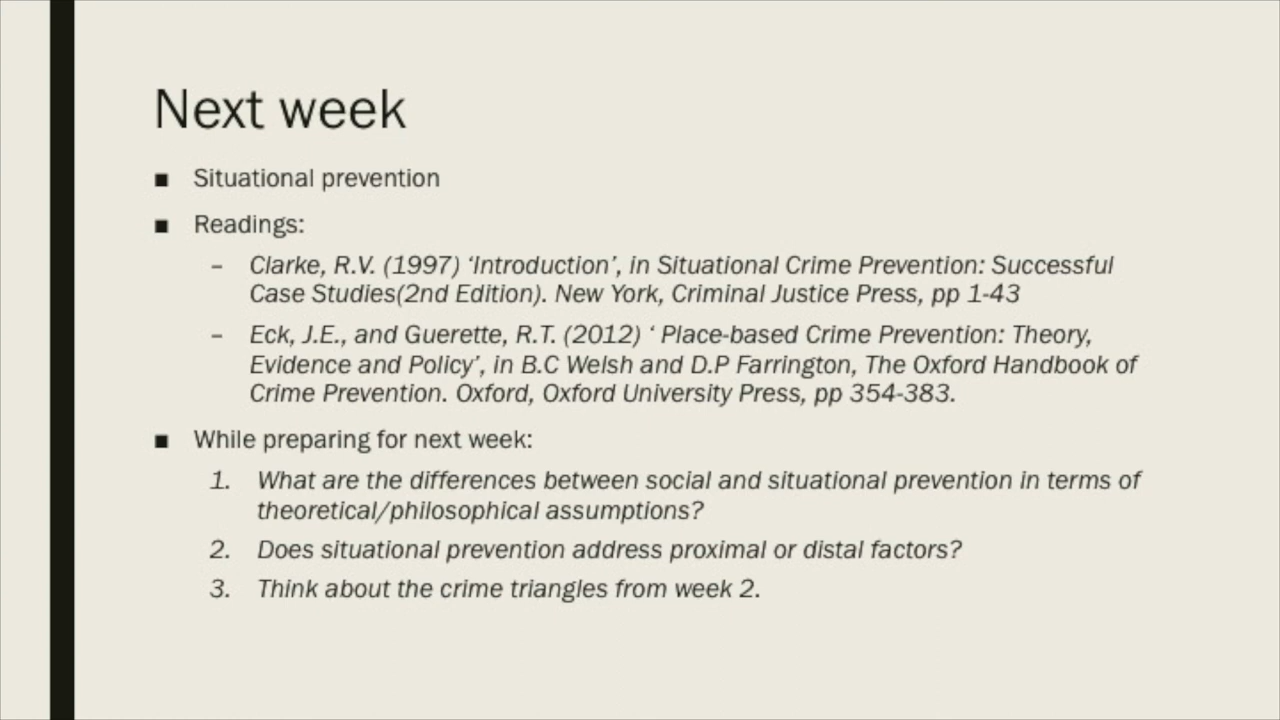 Next week
■ Situational prevention
■ Readings:
– Clarke, R.V. (1997) ‘Introduction’, in Situational Crime Prevention: Successful
Case Studies(2nd Edition). New York, Criminal Justice Press, pp 1-43
– Eck, J.E., and Guerette, R.T. (2012) ‘ Place-based Crime Prevention: Theory,
Evidence and Policy’, in B.C Welsh and D.P Farrington, The Oxford Handbook of
Crime Prevention. Oxford, Oxford University Press, pp 354-383.
■ While preparing for next week:
1. What are the differences between social and situational prevention in terms of
theoretical/philosophical assumptions?
2. Does situational prevention address proximal or distal factors?
3. Think about the crime triangles from week 2.